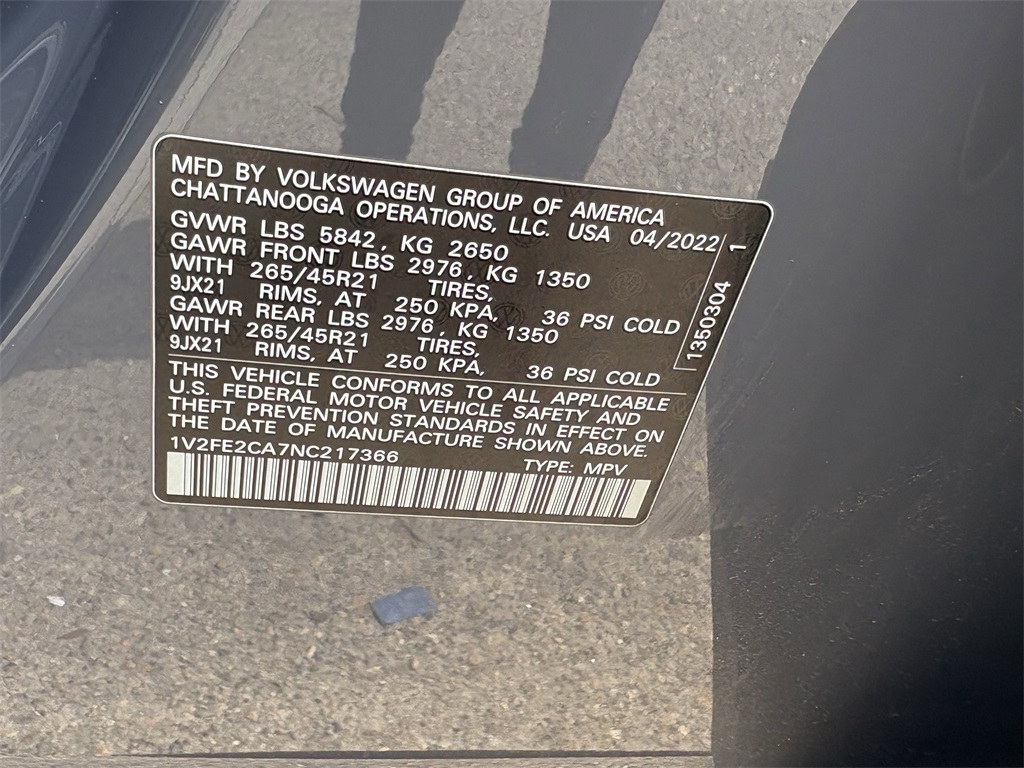 MFD BY VOLKSWAGEN GROUP OF AMERICA
CHATTANOOGA OPERATIONS, LLC. USA 04/2022
GVWR LBS 5842, KG 2650
GAWR FRONT LBS 2976, KG 1350
WITH 265/45R21 TIRES,
9JX21 RIMS, AT 250 KPA, 36 PSI COLD
GAWR REAR LBS 2976, KG 1350
WITH 265/45R21 TIRES,
9JX21 RIMS, AT 250 KPA, 36 PSI COLD
THIS VEHICLE CONFORMS TO ALL APPLICABLE
U.S. FEDERAL MOTOR VEHICLE SAFETY AND
THEFT PREVENTION STANDARDS IN EFFECT ON
THE DATE OF MANUFACTURE SHOWN ABOVE.
1V2FE2CA7NC217366 TYPE: MPV
1350304 1